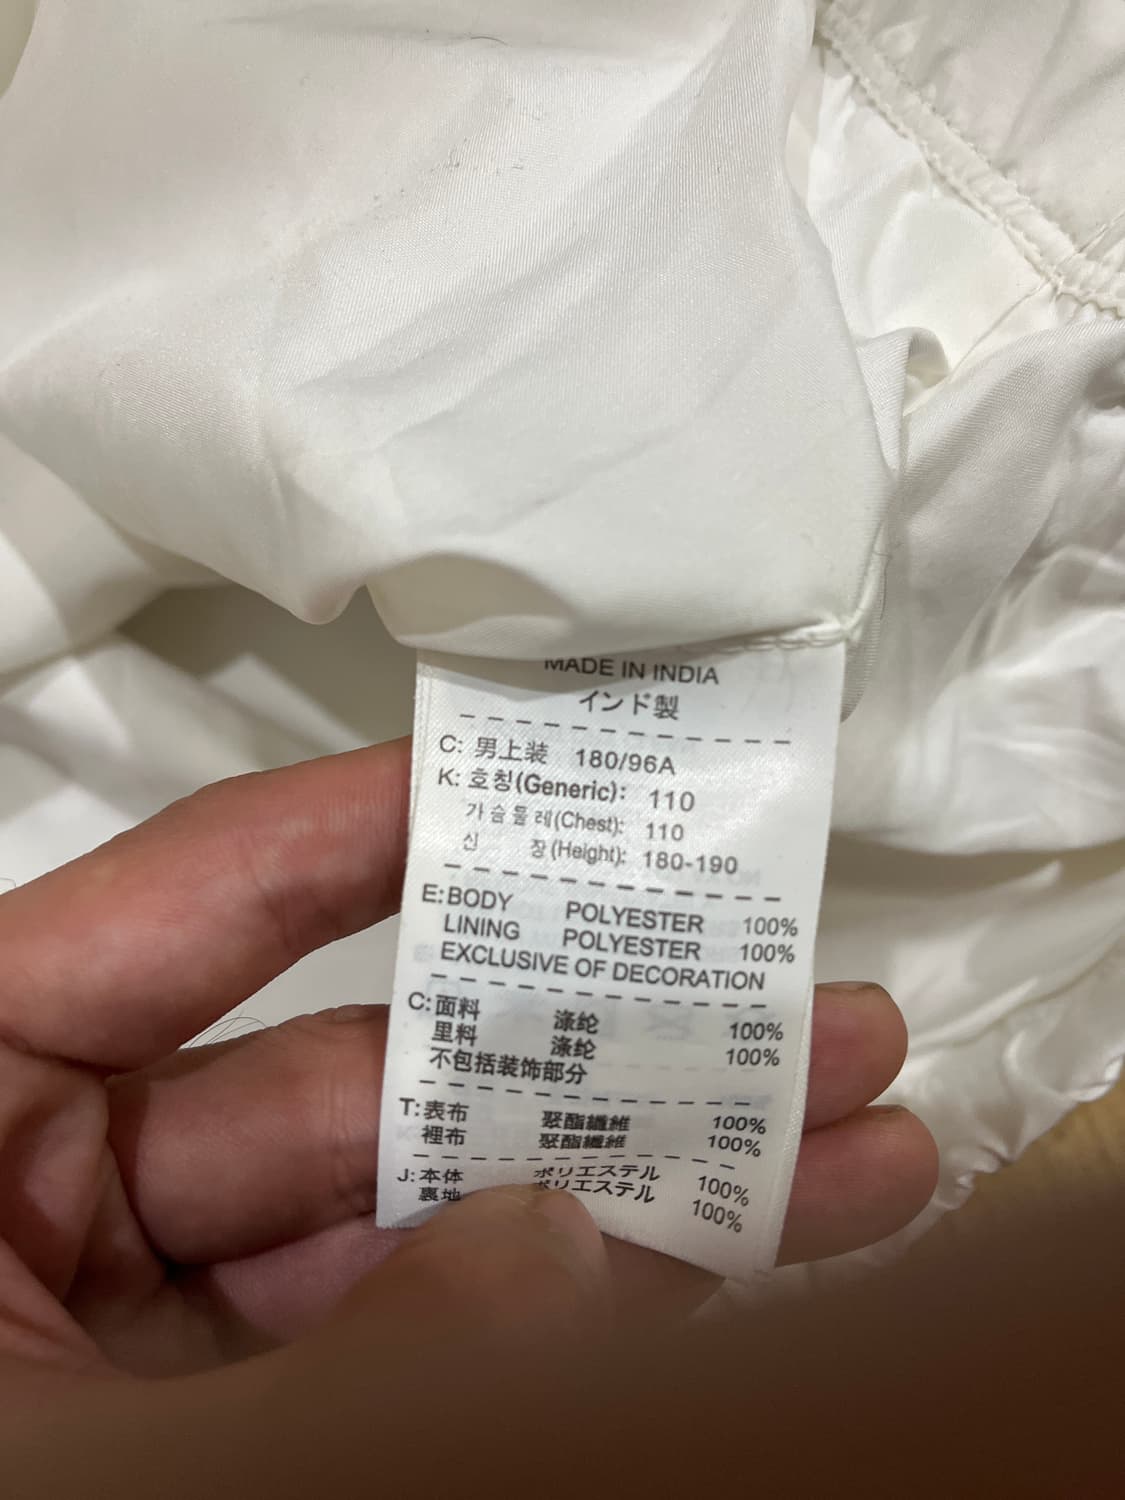 MADE IN INDIA
インド製
C: 男上装 180/96A
K: 호칭(Generic): 110
가슴둘레(Chest): 110
신 장(Height): 180-190
E: BODY POLYESTER 100%
LINING POLYESTER 100%
EXCLUSIVE OF DECORATION
C: 面料 涤纶 100%
里料 涤纶 100%
不包括装饰部分
T: 表布 聚酯纖維 100%
裡布 聚酯纖維 100%
J: 本体 ポリエステル 100%
裏地 ポリエステル 100%